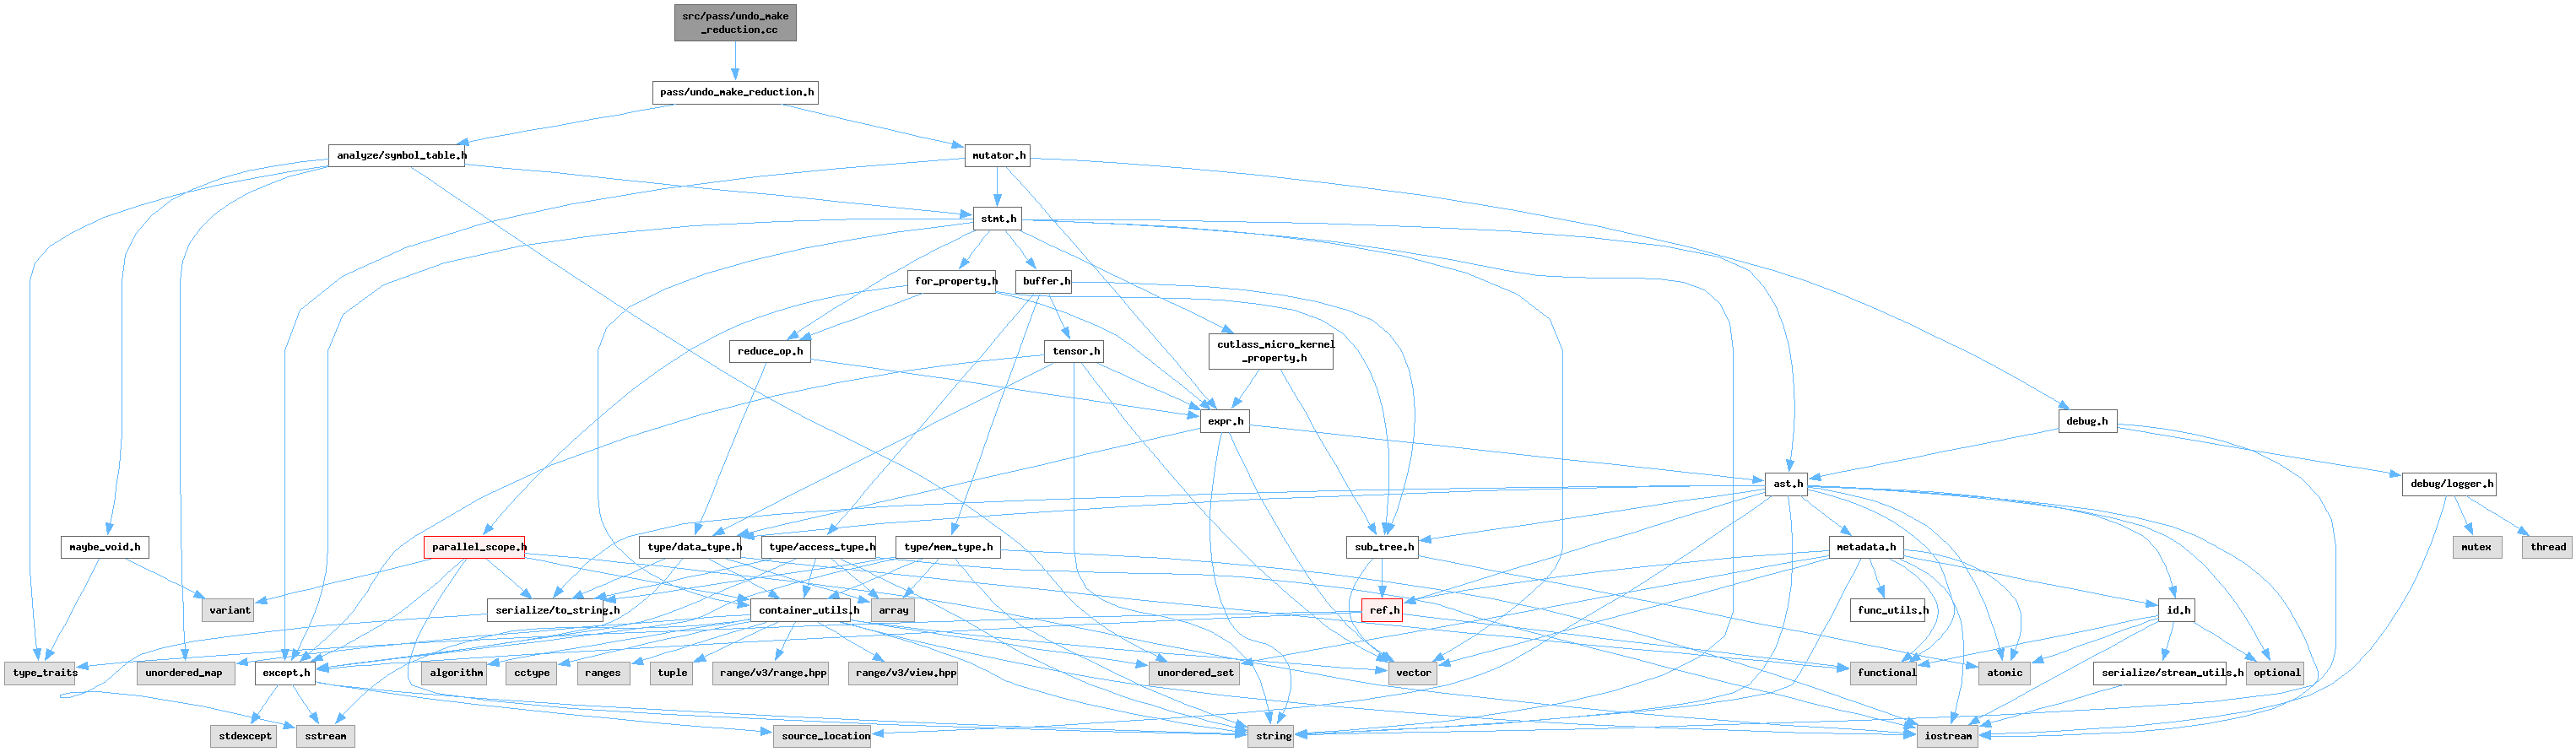 src/pass/undo_make
_reduction.cc
pass/undo_make_reduction.h
analyze/symbol_table.h
mutator.h
stmt.h
for_property.h
buffer.h
reduce_op.h
tensor.h
cutlass_micro_kernel
_property.h
expr.h
debug.h
ast.h
debug/logger.h
maybe_void.h
parallel_scope.h
type/data_type.h
type/access_type.h
type/mem_type.h
sub_tree.h
metadata.h
mutex
thread
variant
serialize/to_string.h
container_utils.h
array
ref.h
func_utils.h
id.h
type_traits
unordered_map
except.h
algorithm
cctype
ranges
tuple
range/v3/range.hpp
range/v3/view.hpp
unordered_set
vector
functional
atomic
serialize/stream_utils.h
optional
stdexcept
sstream
source_location
string
iostream